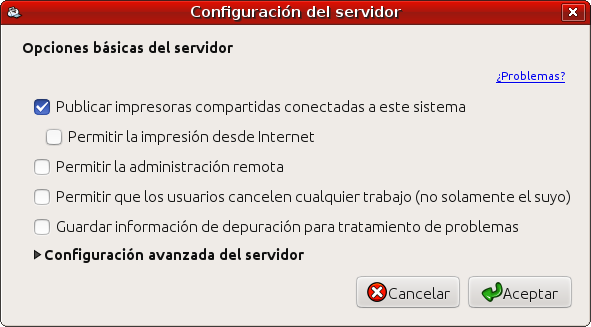 Configuración del servidor
Opciones básicas del servidor
¿Problemas?
Publicar impresoras compartidas conectadas a este sistema
Permitir la impresión desde Internet
Permitir la administración remota
Permitir que los usuarios cancelen cualquier trabajo (no solamente el suyo)
Guardar información de depuración para tratamiento de problemas
Configuración avanzada del servidor
Cancelar Aceptar